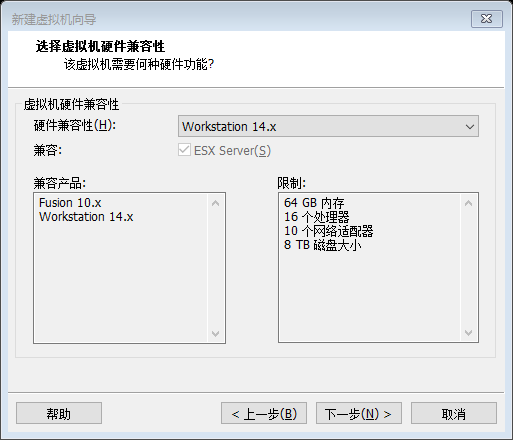 新建虚拟机向导
选择虚拟机硬件兼容性
该虚拟机需要何种硬件功能?
虚拟机硬件兼容性
硬件兼容性(H):
Workstation 14.x
兼容:
ESX Server(S)
兼容产品:
Fusion 10.x
Workstation 14.x
限制:
64 GB 内存
16 个处理器
10 个网络适配器
8 TB 磁盘大小
帮助
< 上一步(B)
下一步(N) >
取消